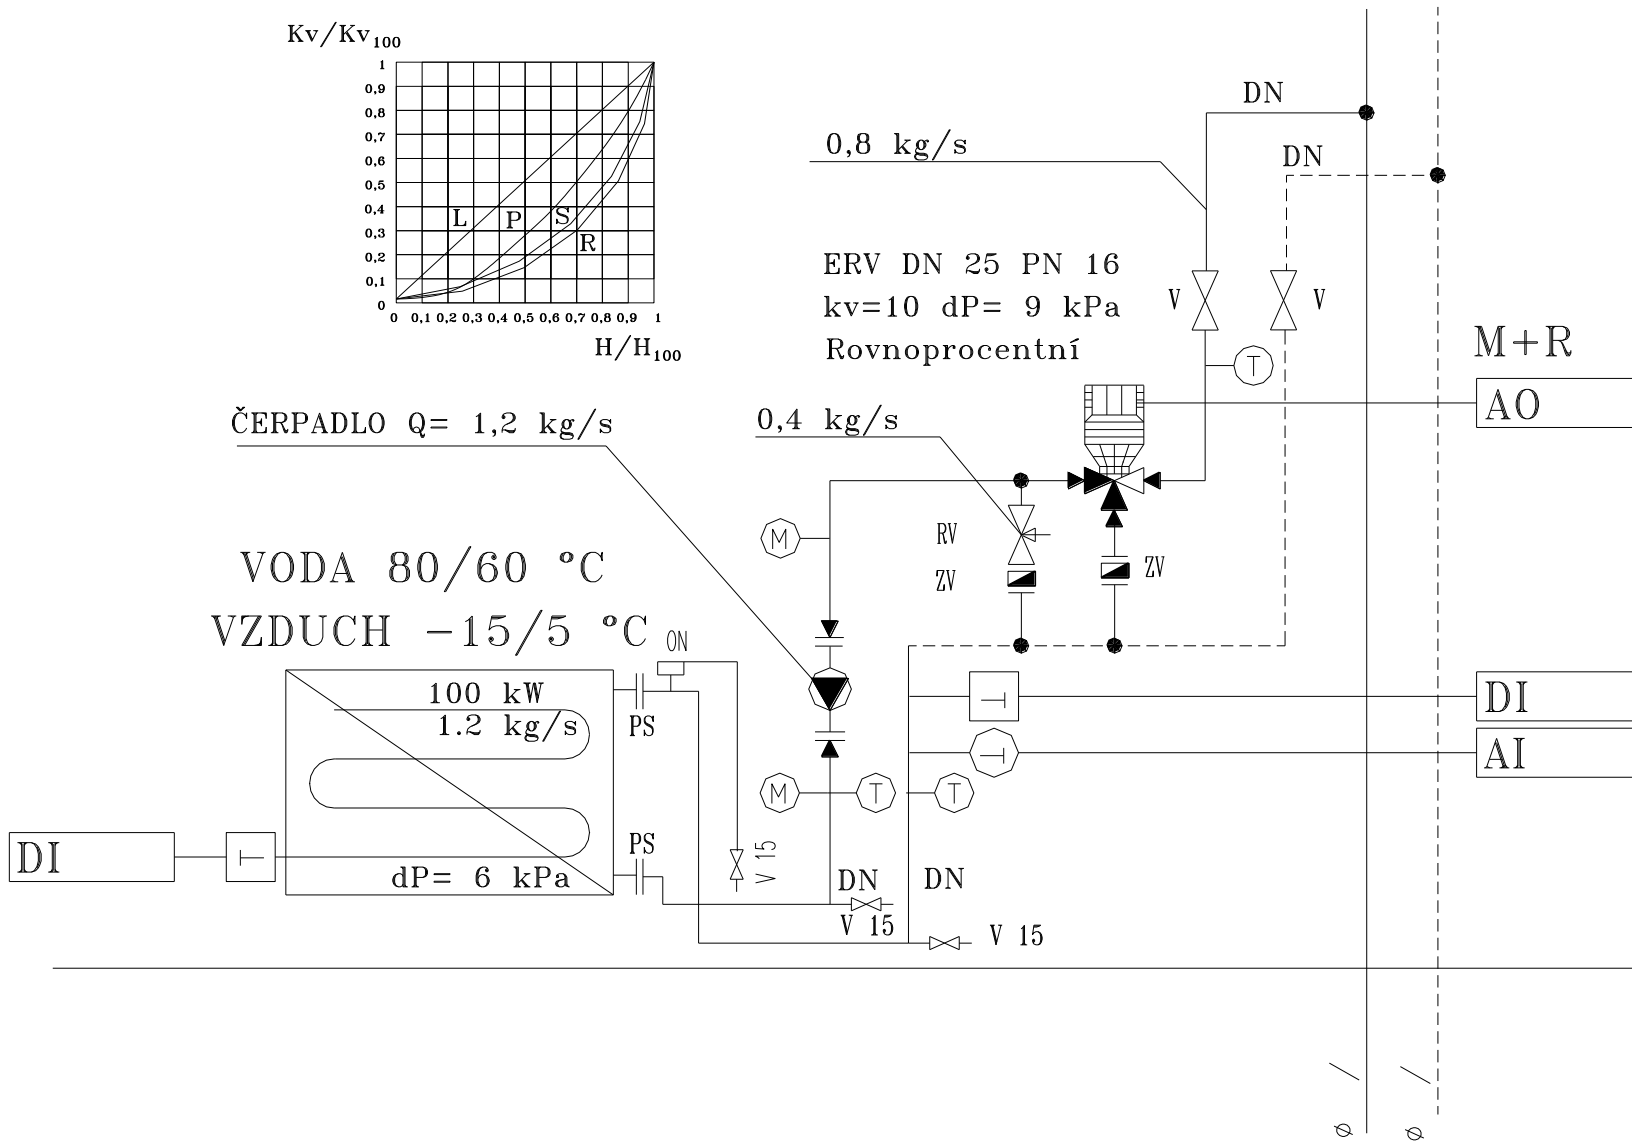 Kv/Kv100
1
0,9
0,8
0,7
0,6
0,5
0,4
0,3
0,2
0,1
0
L
P
S
R
0 0,1 0,2 0,3 0,4 0,5 0,6 0,7 0,8 0,9 1
H/H100
DN
0,8 kg/s
DN
ERV DN 25 PN 16
kv=10 dP= 9 kPa
Rovnoprocentní
V
V
T
M+R
AO
ČERPADLO Q= 1,2 kg/s
0,4 kg/s
M
RV
ZV
ZV
VODA 80/60 °C
VZDUCH -15/5 °C
ON
100 kW
1.2 kg/s
PS
T
DI
T
AI
M
T
T
DI
T
dP= 6 kPa
PS
V 15
DN
DN
V 15
V 15
ø /
ø /